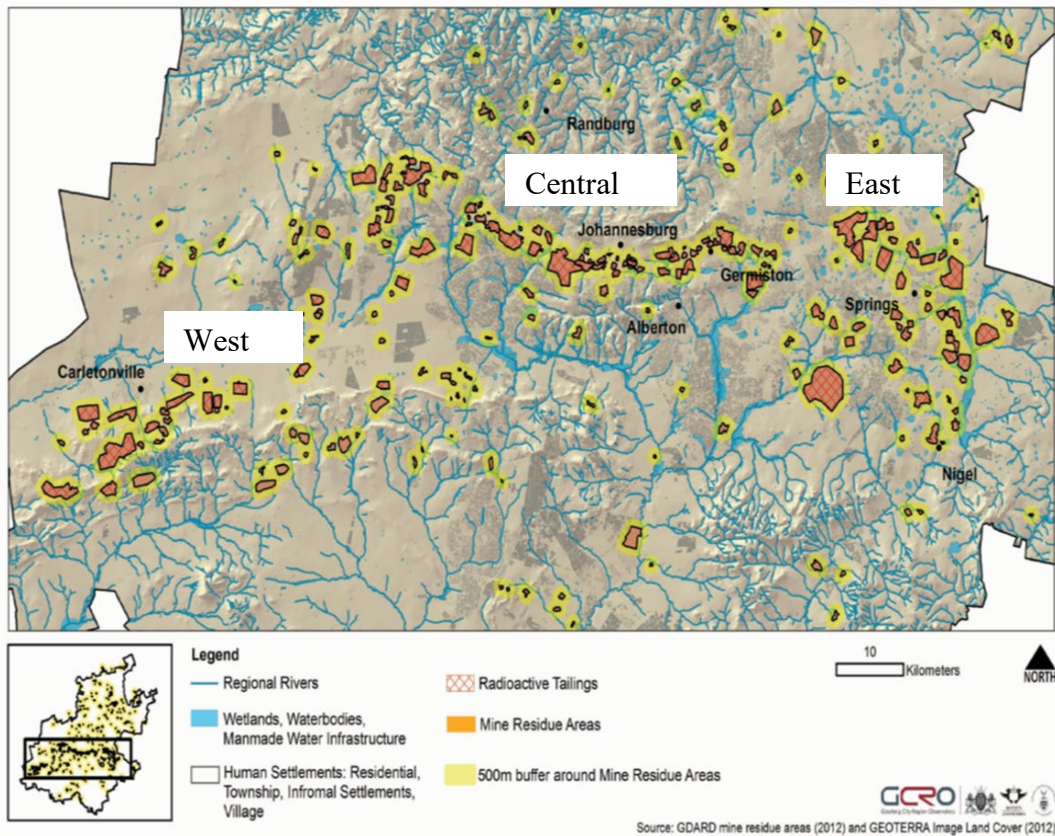 Randburg
Central
East
Johannesburg
Germiston
Springs
Alberton
West
Carletonville
Nigel
Legend
Regional Rivers
Wetlands, Waterbodies,
Manmade Water Infrastructure
Human Settlements: Residential,
Township, Infromal Settlements,
Village
Radioactive Tailings
Mine Residue Areas
500m buffer around Mine Residue Areas
10
Kilometers
NORTH
GCRO
Source: GDARD mine residue areas (2012) and GEOTERRA Image Land Cover (2012)